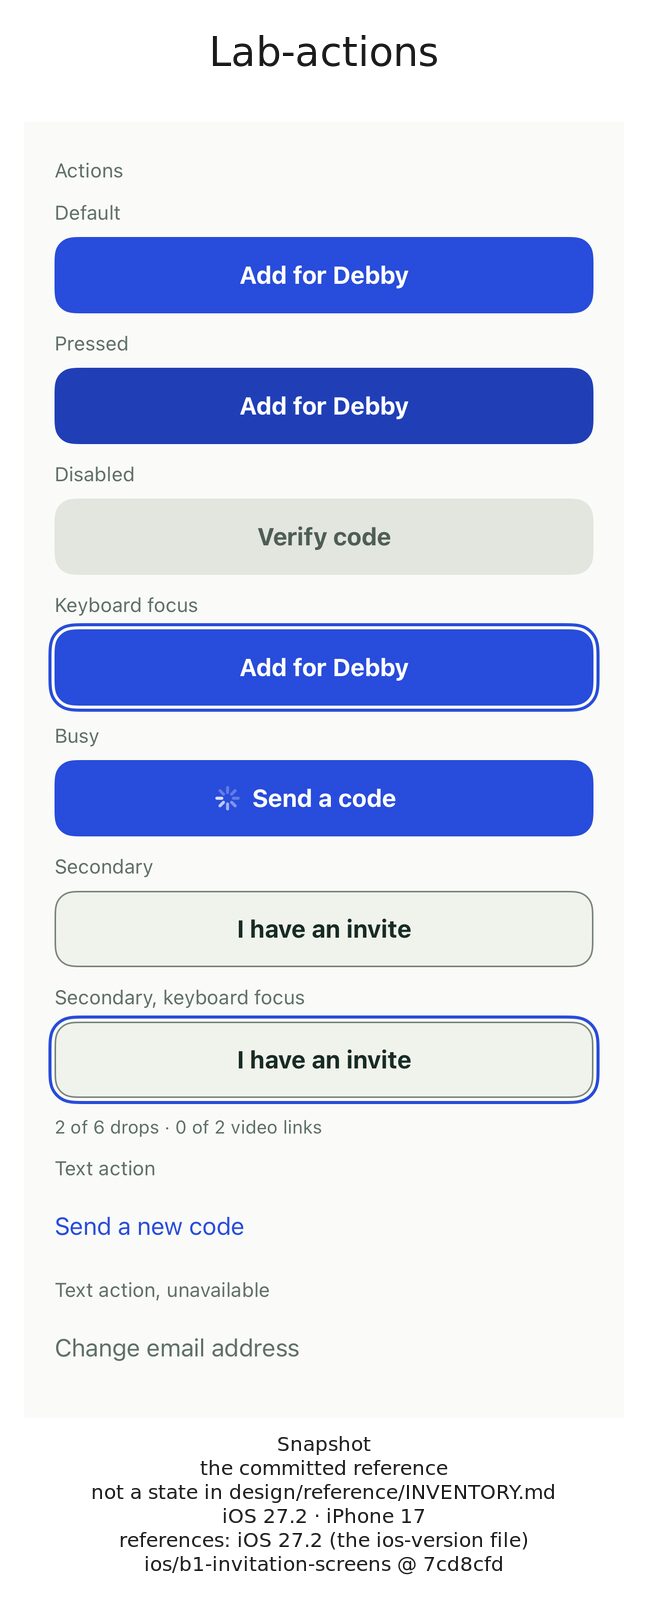 Lab-actions
Actions
Default
Add for Debby
Pressed
Add for Debby
Disabled
Verify code
Keyboard focus
Add for Debby
Busy
Send a code
Secondary
I have an invite
Secondary, keyboard focus
I have an invite
2 of 6 drops · 0 of 2 video links
Text action
Send a new code
Text action, unavailable
Change email address
Snapshot
the committed reference
not a state in design/reference/INVENTORY.md
iOS 27.2 · iPhone 17
references: iOS 27.2 (the ios-version file)
ios/b1-invitation-screens @ 7cd8cfd